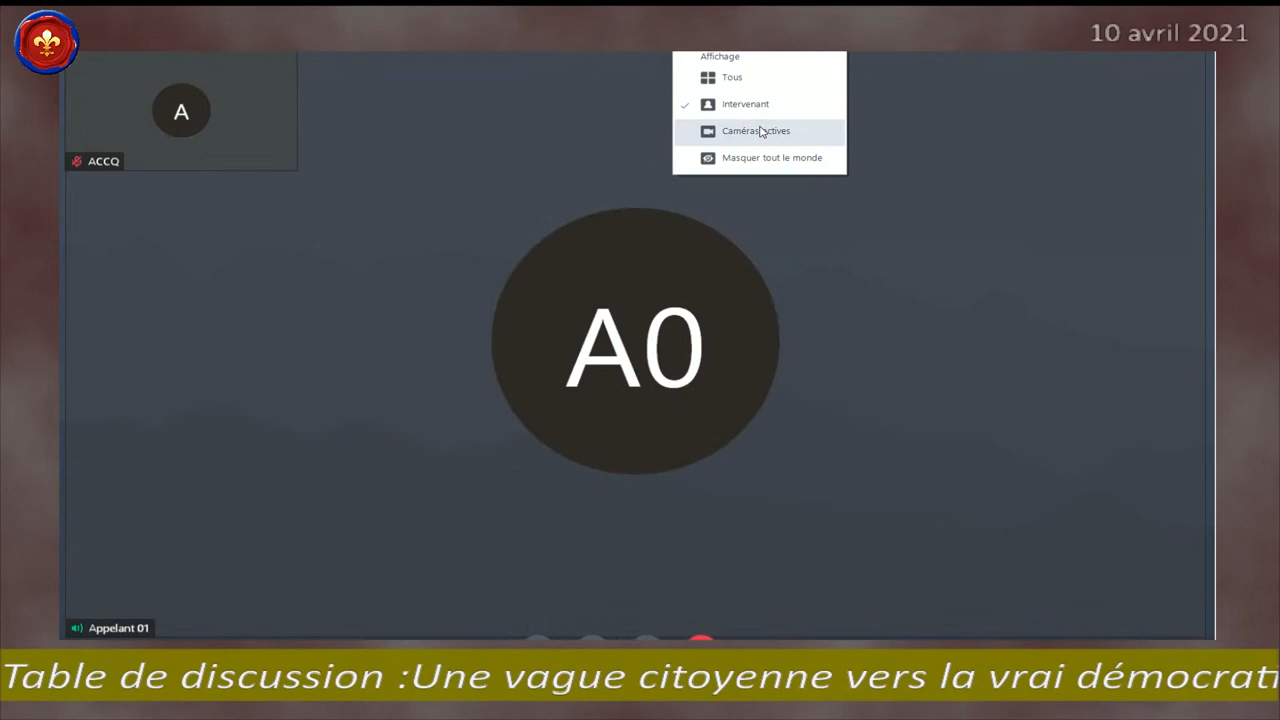 10 avril 2021
A
ACCQ
Affichage
Tous
Intervenant
Caméras actives
Masquer tout le monde
A0
Appelant 01
Table de discussion :Une vague citoyenne vers la vrai démocrati